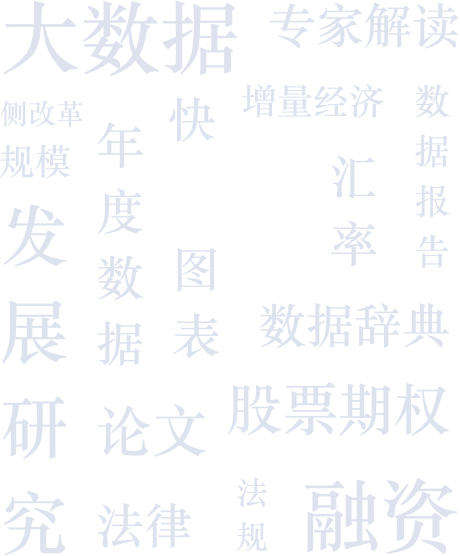 大数据
专家解读
侧改革
规模
快
增量经济
数据报告
年度数据
汇率
发展研究
图表
数据辞典
股票期权
论文
法律
法规
融资